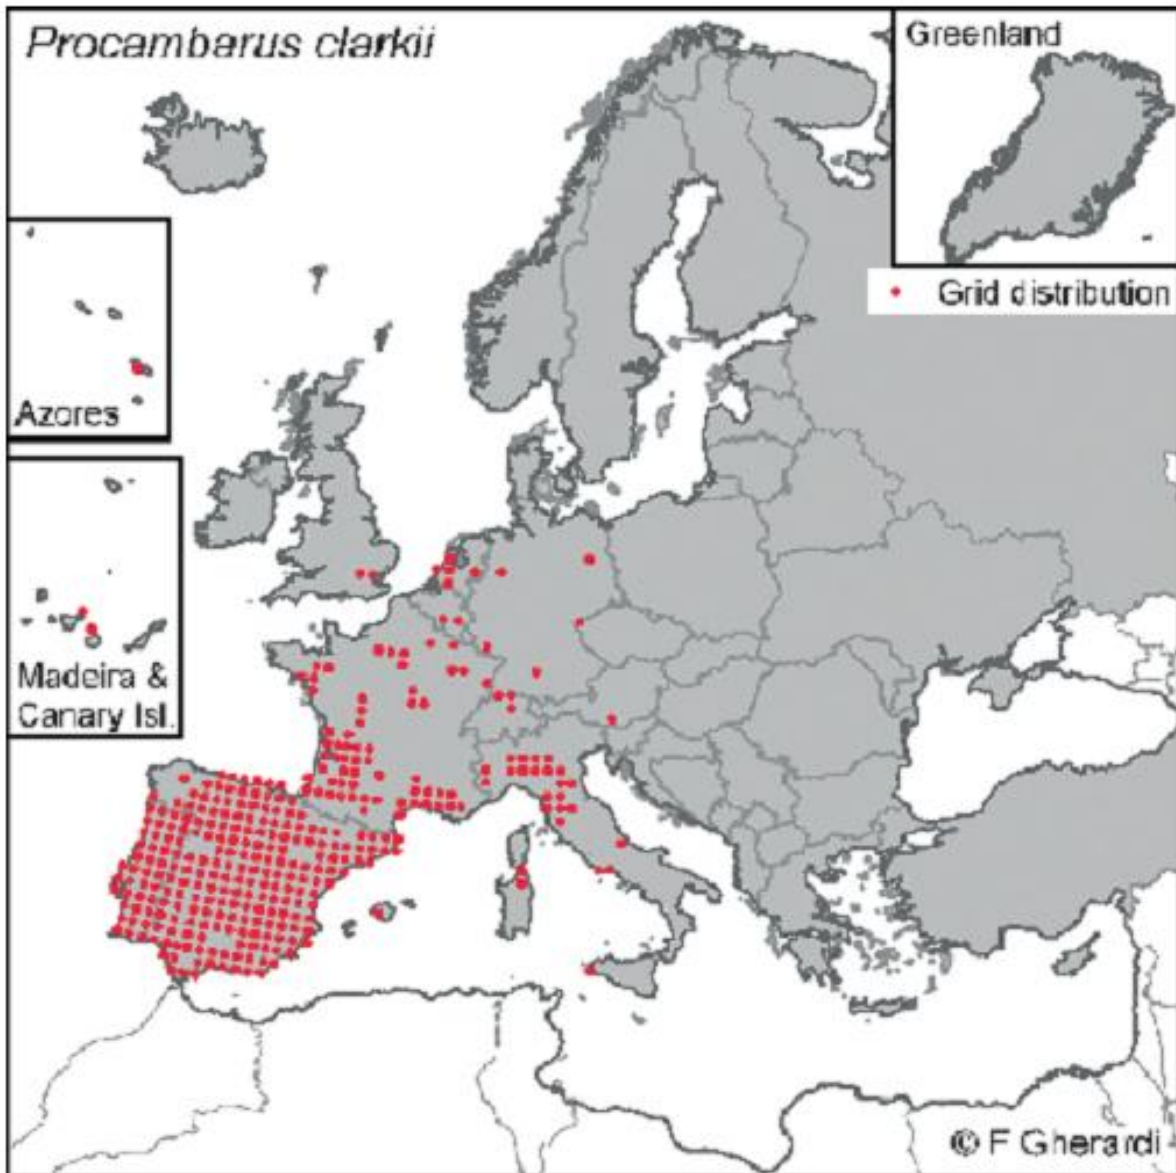 Procambarus clarkii
Greenland
Grid distribution
Azores
Madeira &
Canary Isl.
© F Gherardi